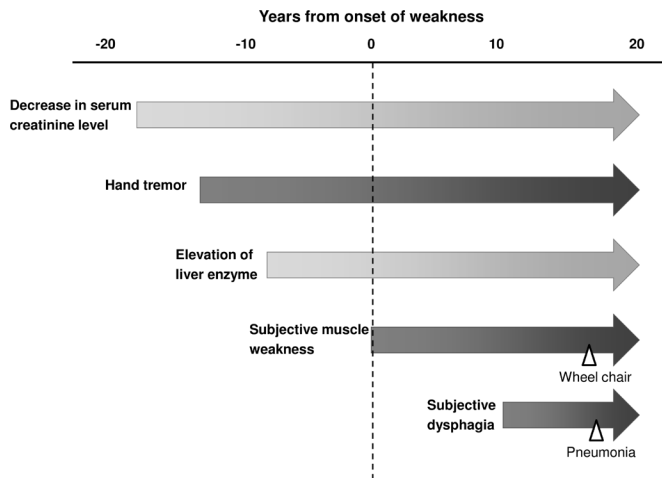 Years from onset of weakness
-20 -10 0 10 20
Decrease in serum
creatinine level
Hand tremor
Elevation of
liver enzyme
Subjective muscle
weakness
Wheel chair
Subjective
dysphagia
Pneumonia